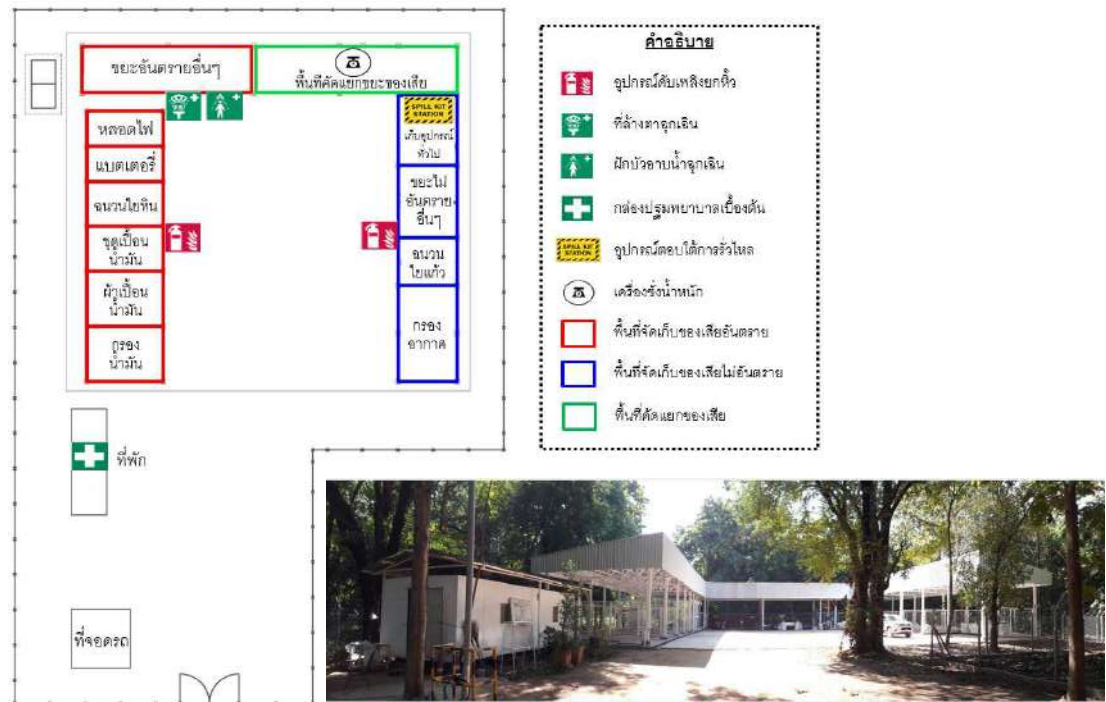 ขยะอันตรายอื่นๆ
พื้นที่คัดแยกขยะของเสีย
หลอดไฟ
แบตเตอรี่
ฉนวนใยหิน
ชุดเปื้อน
น้ำมัน
ผ้าเปื้อน
น้ำมัน
กรอง
น้ำมัน
SPILL KIT
STATION
เก็บอุปกรณ์
ทั่วไป
ขยะไม่
อันตราย
อื่นๆ
ฉนวน
ใยแก้ว
กรอง
อากาศ
ที่พัก
ที่จอดรถ
คำอธิบาย
อุปกรณ์ดับเพลิงยกหิ้ว
ที่ล้างตาฉุกเฉิน
ฝักบัวอาบน้ำฉุกเฉิน
กล่องปฐมพยาบาลเบื้องต้น
SPILL KIT
STATION
อุปกรณ์ตอบโต้การรั่วไหล
เครื่องชั่งน้ำหนัก
พื้นที่จัดเก็บของเสียอันตราย
พื้นที่จัดเก็บของเสียไม่อันตราย
พื้นที่คัดแยกของเสีย